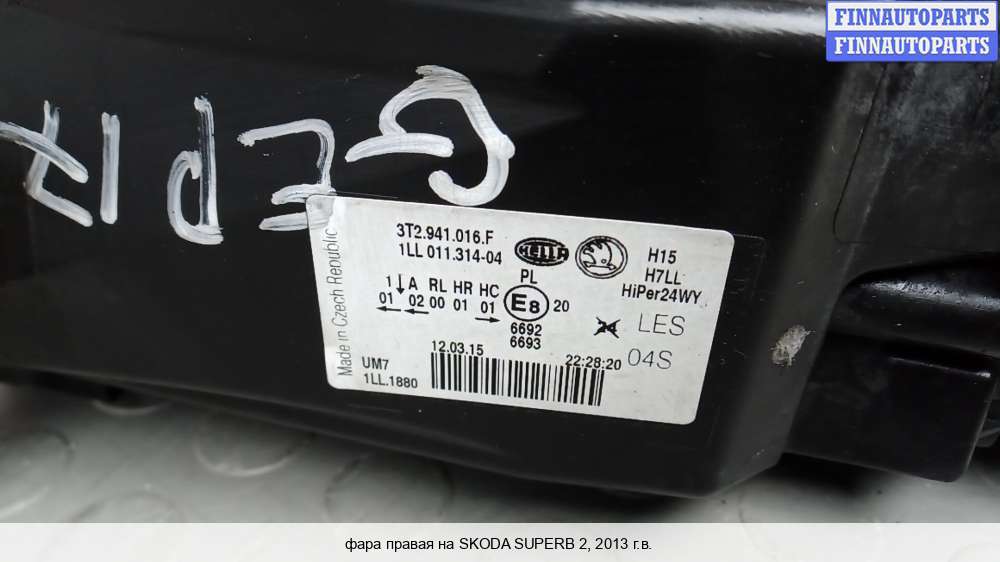 FINNAUTOPARTS
FINNAUTOPARTS
3T2.941.016.F
1LL 011.314-04
HELLA
H15
H7LL
HiPer24WY
PL
1 A RL HR HC
01 02 00 01 01
E8 20
6692
6693
24 LES
04S
12.03.15
22:28:20
UM7
1LL.1880
Made in Czech Republic
фара правая на SKODA SUPERB 2, 2013 г.в.